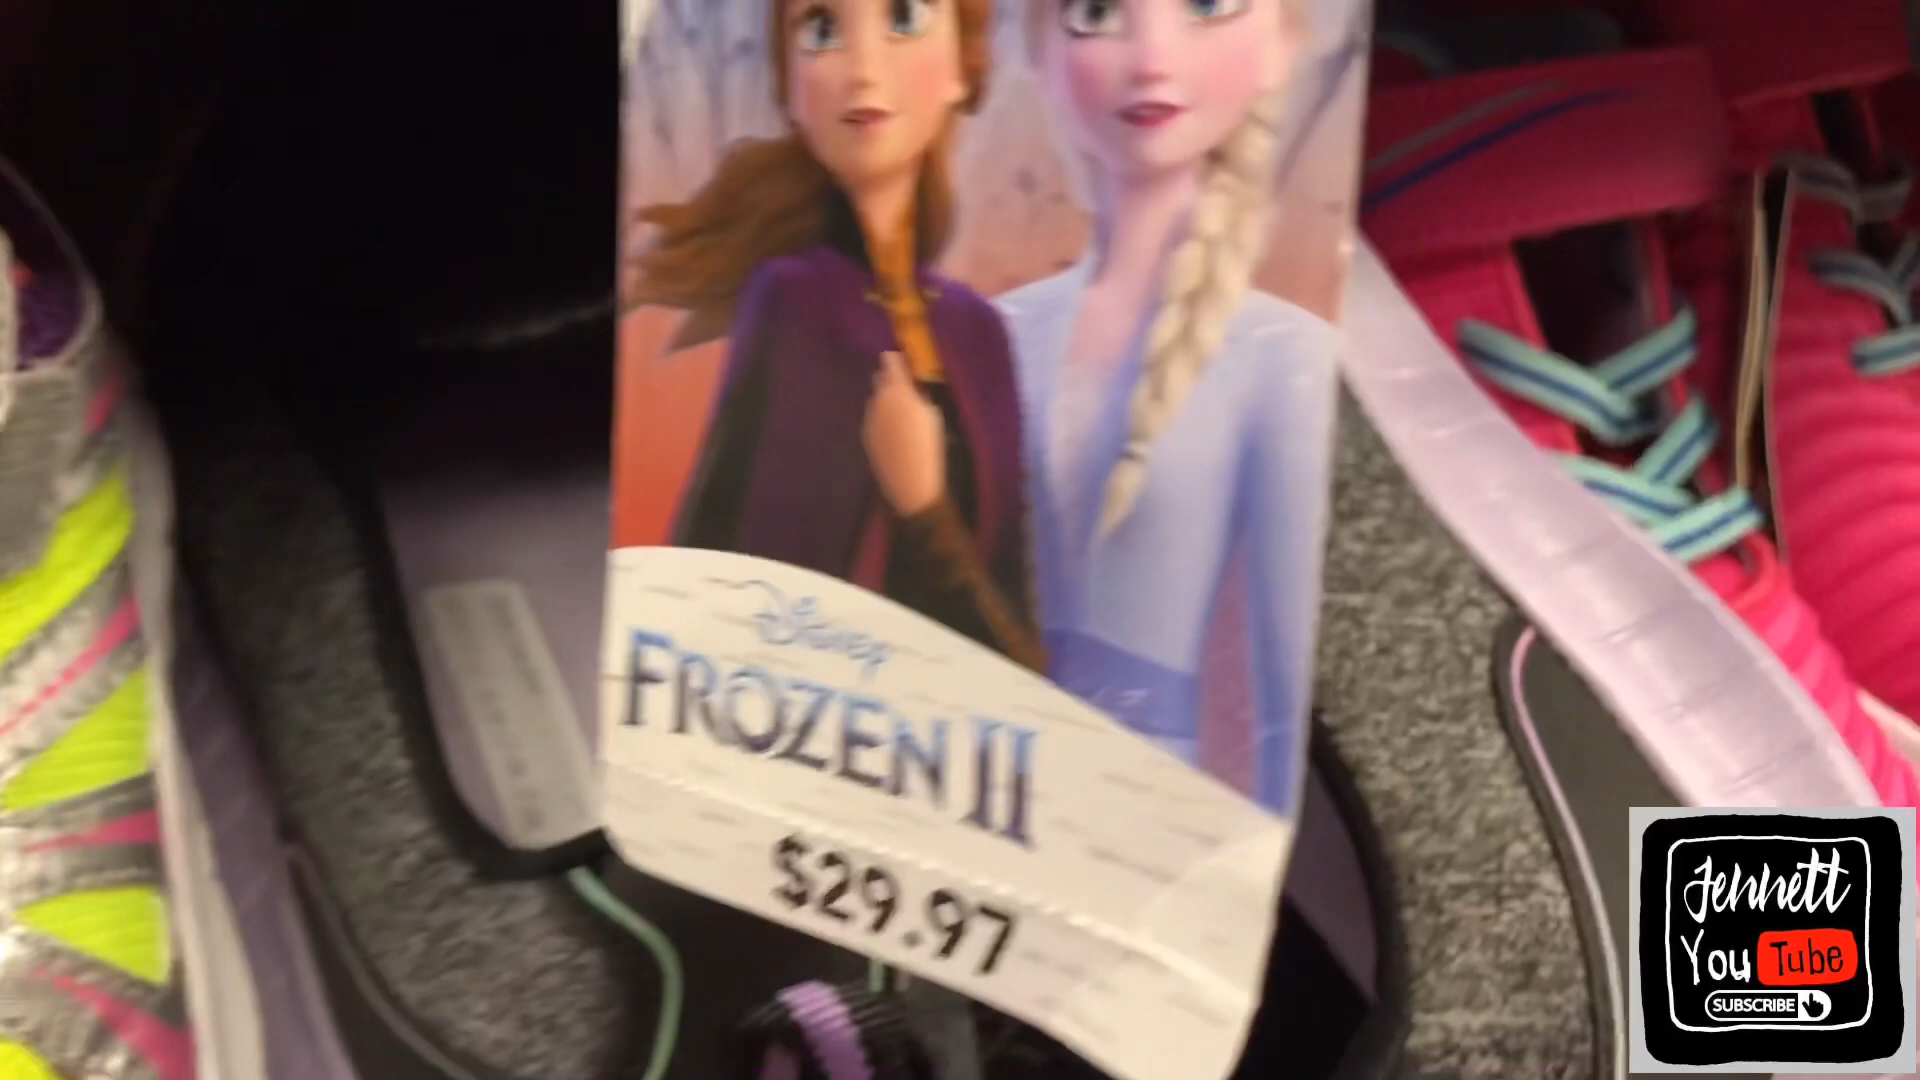 Disney
FROZEN II
$29.97
Jennett
You Tube
SUBSCRIBE